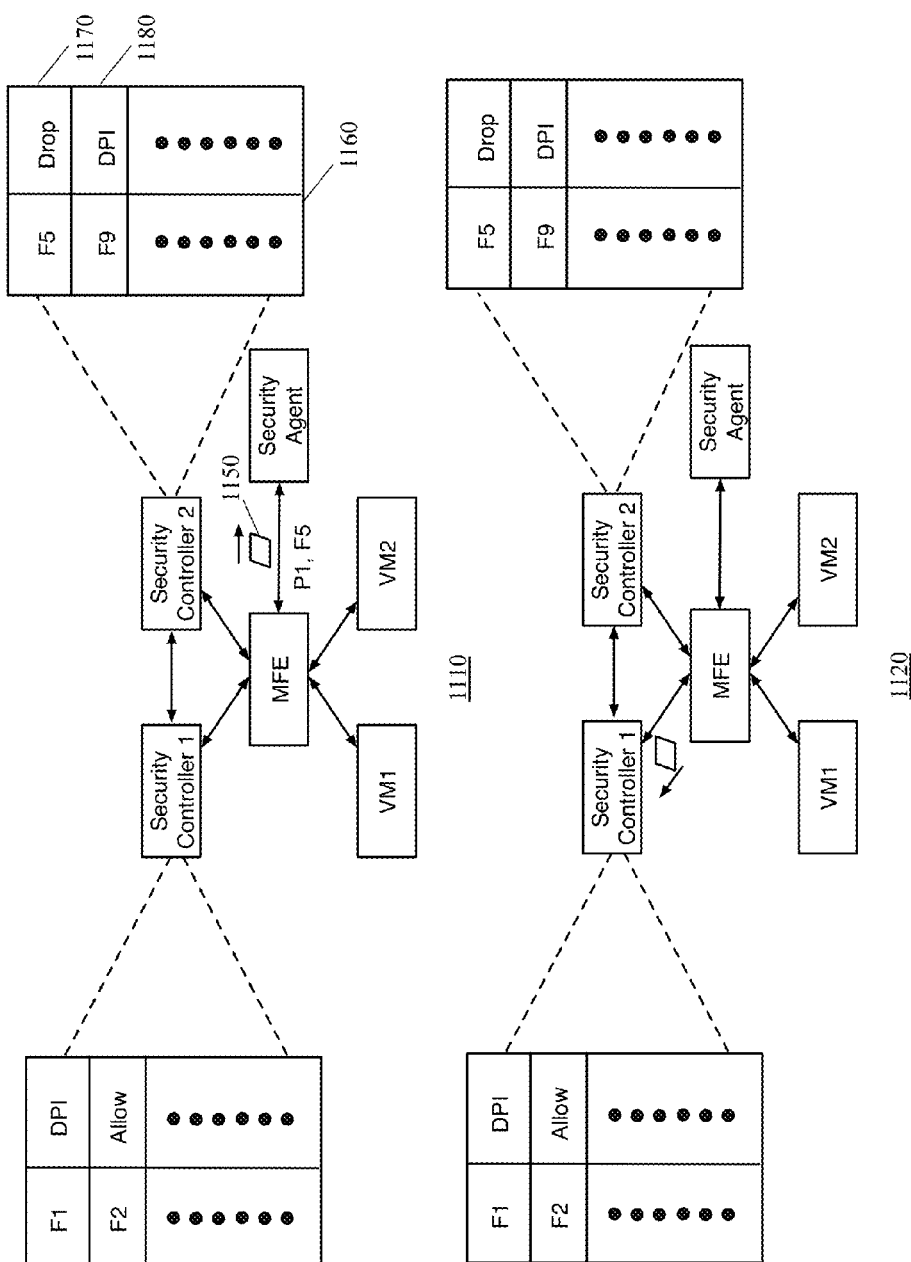 F1 DPI
F2 Allow
Security
Controller 1
Security
Controller 2
MFE
VM1
VM2
Security
Agent
1150
P1, F5
F5 Drop
F9 DPI
1170
1180
1160
1110
F1 DPI
F2 Allow
Security
Controller 1
Security
Controller 2
MFE
VM1
VM2
Security
Agent
F5 Drop
F9 DPI
1120